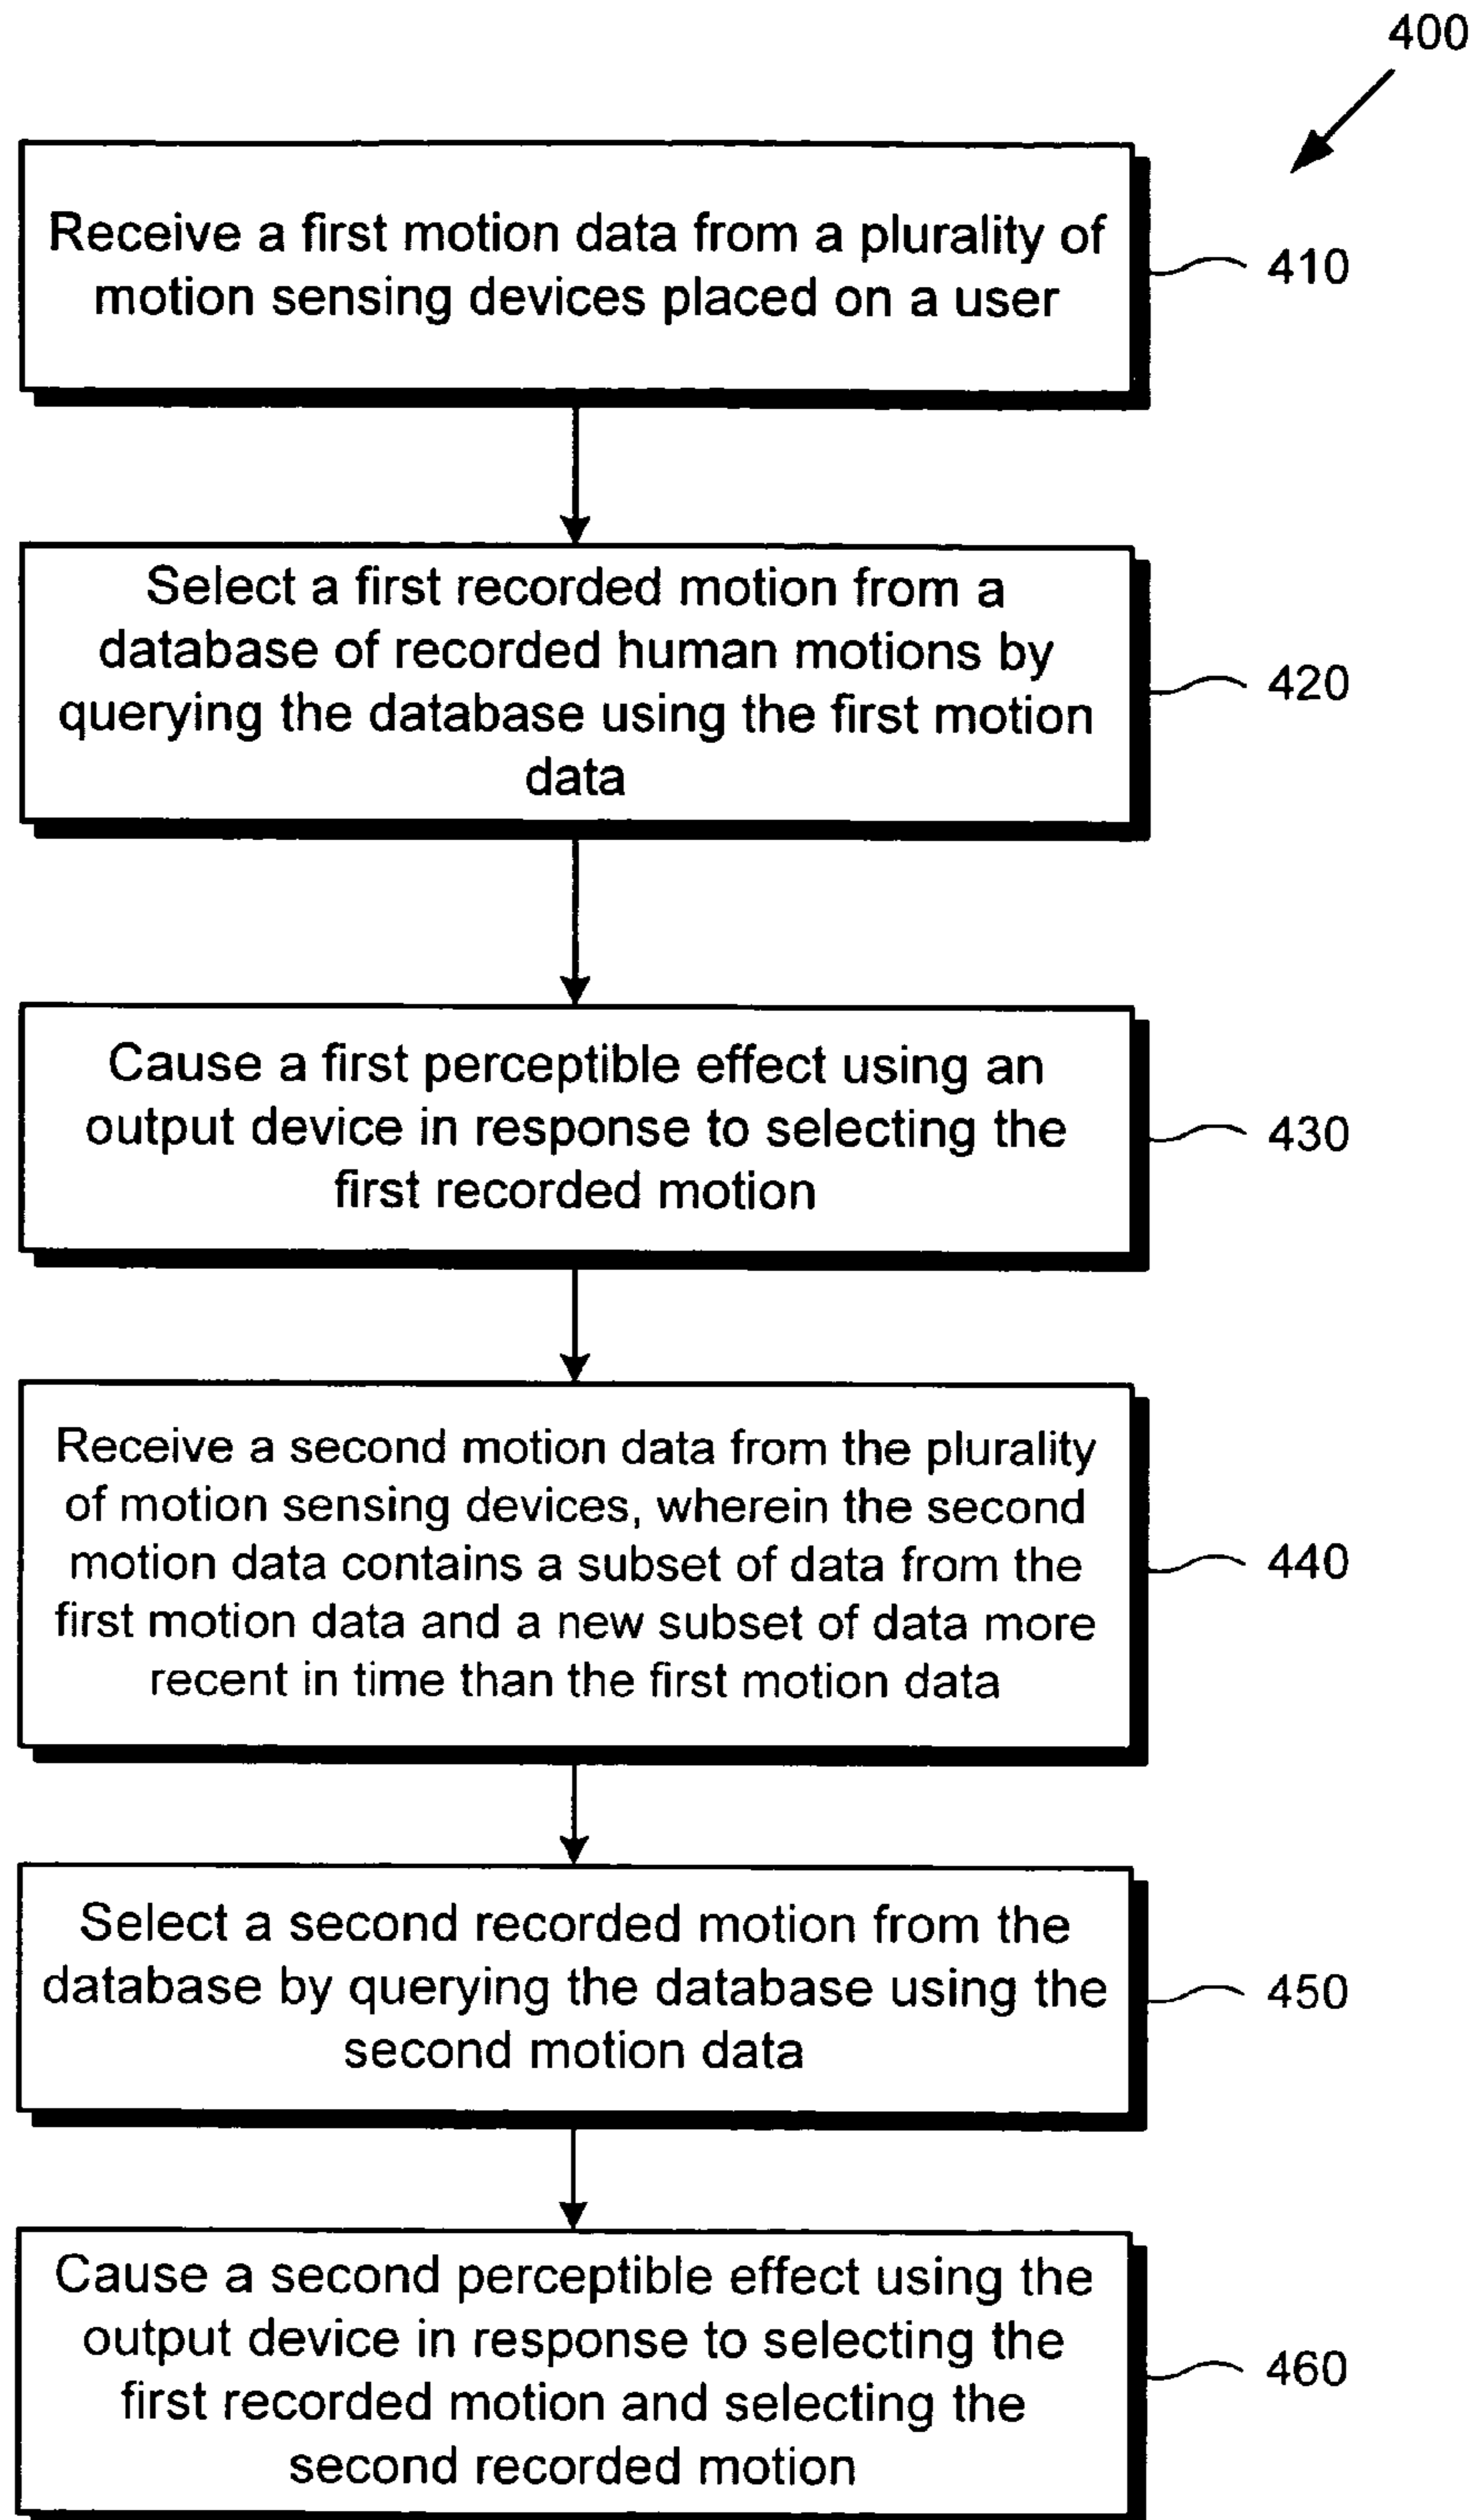 400
Receive a first motion data from a plurality of
motion sensing devices placed on a user
410
Select a first recorded motion from a
database of recorded human motions by
querying the database using the first motion
data
420
Cause a first perceptible effect using an
output device in response to selecting the
first recorded motion
430
Receive a second motion data from the plurality
of motion sensing devices, wherein the second
motion data contains a subset of data from the
first motion data and a new subset of data more
recent in time than the first motion data
440
Select a second recorded motion from the
database by querying the database using the
second motion data
450
Cause a second perceptible effect using the
output device in response to selecting the
first recorded motion and selecting the
second recorded motion
460